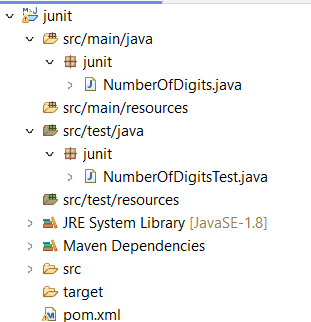 junit
src/main/java
junit
NumberOfDigits.java
src/main/resources
src/test/java
junit
NumberOfDigitsTest.java
src/test/resources
JRE System Library [JavaSE-1.8]
Maven Dependencies
src
target
pom.xml